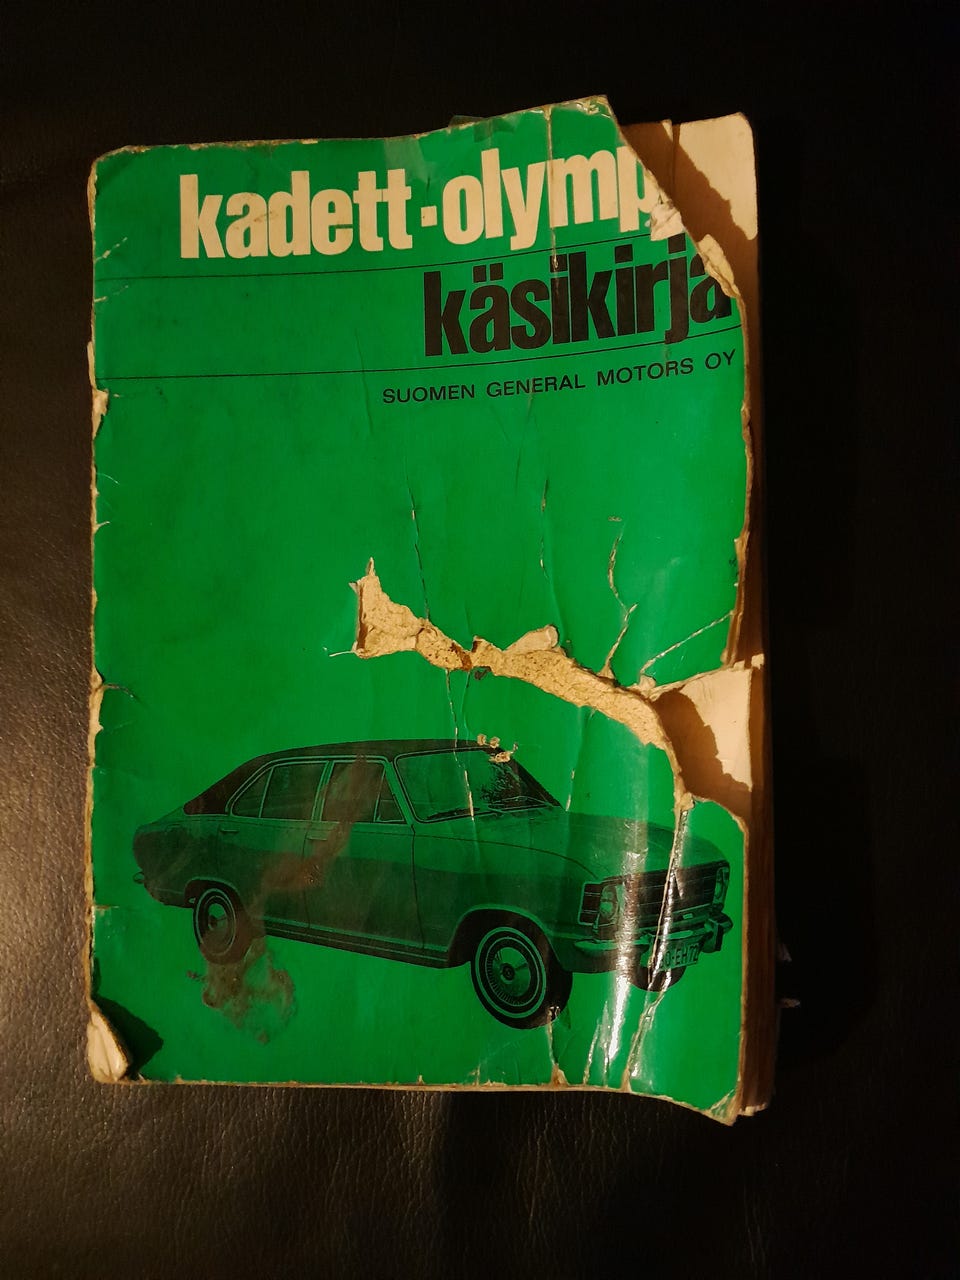 kadett·olymp
käsikirja
SUOMEN GENERAL MOTORS OY